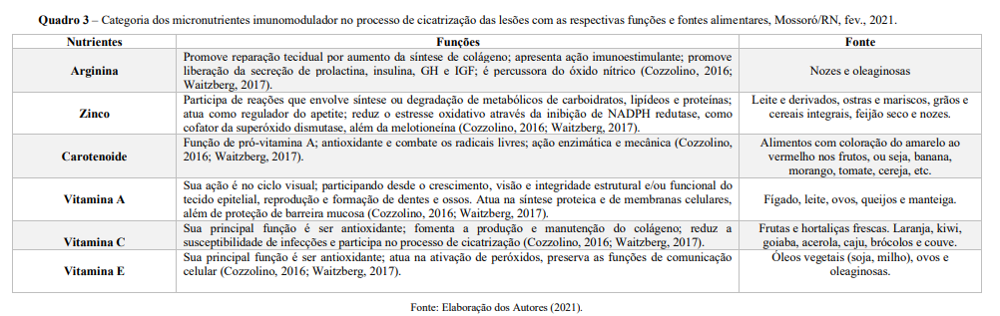 Quadro 3 – Categoria dos micronutrientes imunomodulador no processo de cicatrização das lesões com as respectivas funções e fontes alimentares, Mossoró/RN, fev., 2021.
Nutrientes Funções Fonte
Arginina
Promove reparação tecidual por aumento da síntese de colágeno; apresenta ação imunoestimulante; promove
liberação da secreção de prolactina, insulina, GH e IGF; é percussora do óxido nítrico (Cozzolino, 2016;
Waitzberg, 2017).
Nozes e oleaginosas
Zinco
Participa de reações que envolve síntese ou degradação de metabólicos de carboidratos, lipídeos e proteínas;
atua como regulador do apetite; reduz o estresse oxidativo através da inibição de NADPH redutase, como
cofator da superóxido dismutase, além da melotioneína (Cozzolino, 2016; Waitzberg, 2017).
Leite e derivados, ostras e mariscos, grãos e
cereais integrais, feijão seco e nozes.
Carotenoide
Função de pró-vitamina A; antioxidante e combate os radicais livres; ação enzimática e mecânica (Cozzolino,
2016; Waitzberg, 2017).
Alimentos com coloração do amarelo ao
vermelho nos frutos, ou seja, banana,
morango, tomate, cereja, etc.
Vitamina A
Sua ação é no ciclo visual; participando desde o crescimento, visão e integridade estrutural e/ou funcional do
tecido epitelial, reprodução e formação de dentes e ossos. Atua na síntese proteica e de membranas celulares,
além de proteção de barreira mucosa (Cozzolino, 2016; Waitzberg, 2017).
Fígado, leite, ovos, queijos e manteiga.
Vitamina C
Sua principal função é ser antioxidante; fomenta a produção e manutenção do colágeno; reduz a
susceptibilidade de infecções e participa no processo de cicatrização (Cozzolino, 2016; Waitzberg, 2017).
Frutas e hortaliças frescas. Laranja, kiwi,
goiaba, acerola, caju, brócolos e couve.
Vitamina E
Sua principal função é ser antioxidante; atua na ativação de peróxidos, preserva as funções de comunicação
celular (Cozzolino, 2016; Waitzberg, 2017).
Óleos vegetais (soja, milho), ovos e
oleaginosas.
Fonte: Elaboração dos Autores (2021).